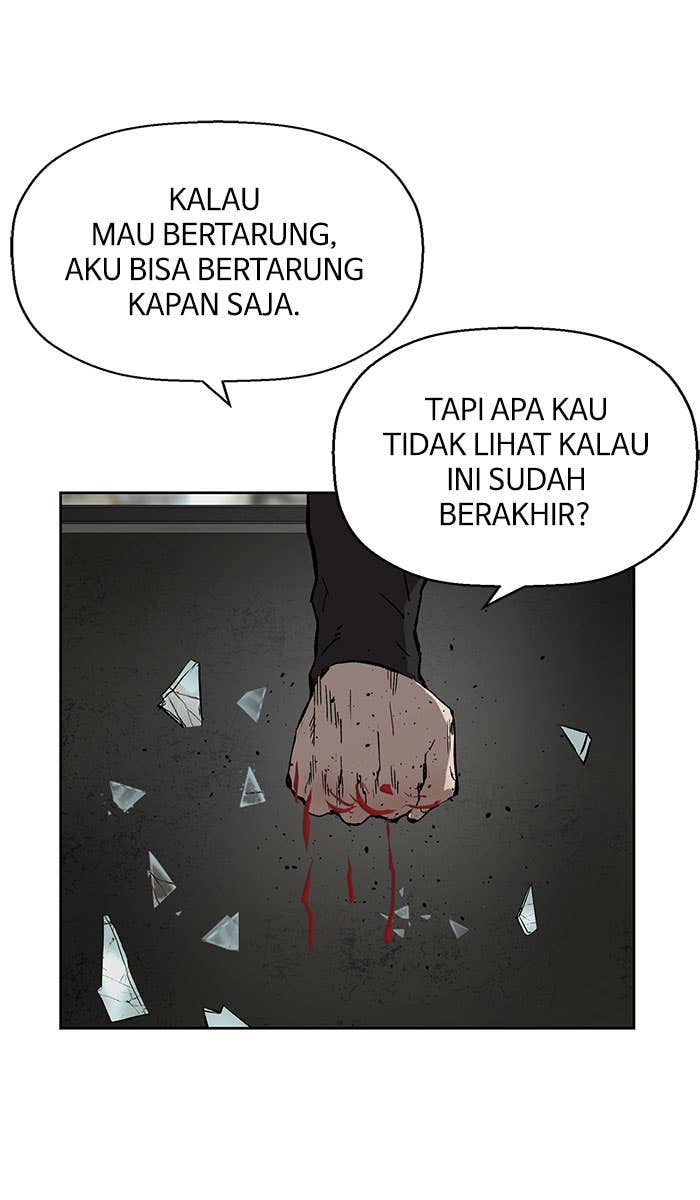 KALAU
MAU BERTARUNG,
AKU BISA BERTARUNG
KAPAN SAJA.
TAPI APA KAU
TIDAK LIHAT KALAU
INI SUDAH
BERAKHIR?